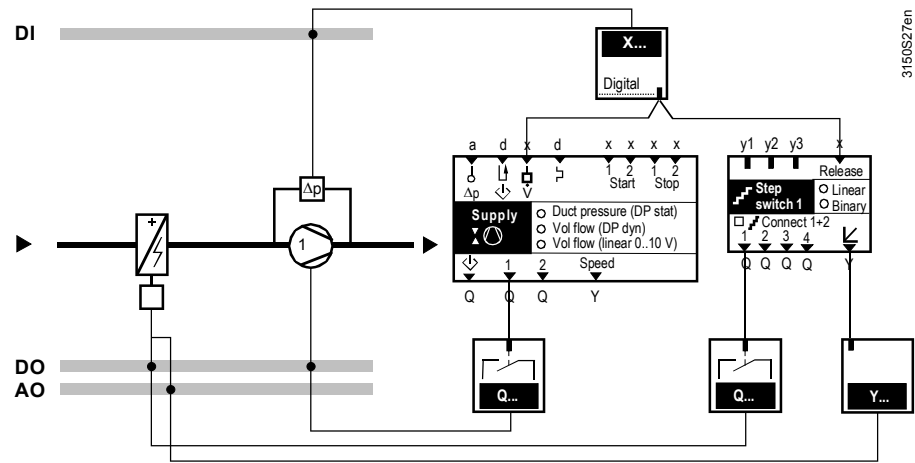 DI
3150S27en
X...
Digital
a d x d x x x x
1 2 1 2
Start Stop
Δp V̇
Supply
Duct pressure (DP stat)
Vol flow (DP dyn)
Vol flow (linear 0..10 V)
1 2 Speed
Q Q Q Y
y1 y2 y3 x
Release
Step
switch 1
Linear
Binary
Connect 1+2
1 2 3 4
Q Q Q Q Y
Δp
1
+
DO
AO
Q...
Q...
Y...